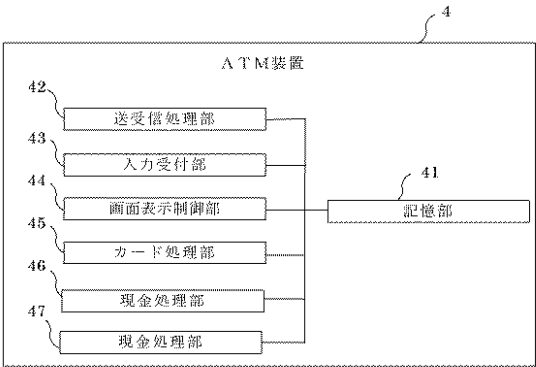 4
ATM装置
42
送受信処理部
43
入力受付部
44
画面表示制御部
41
記憶部
45
カード処理部
46
現金処理部
47
現金処理部